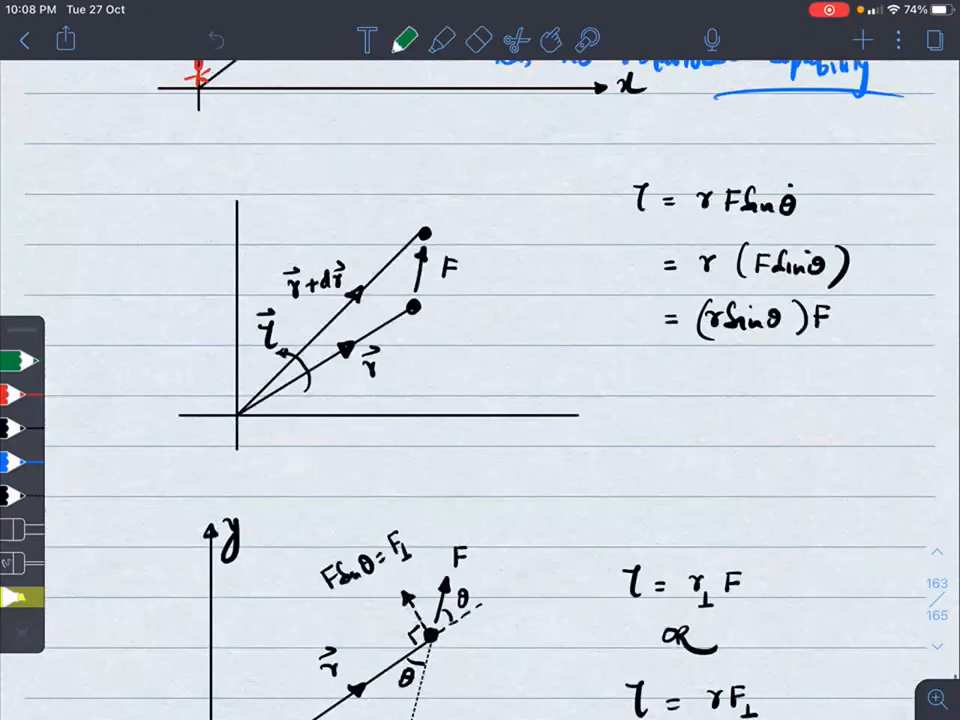 10:08 PM Tue 27 Oct 74%
x
τ = r F sin θ
= r (F sin θ)
= (r sin θ) F
r⃗+dr⃗
F
τ⃗
r⃗
y
F sin θ = F⊥
F
θ
r⃗
θ
τ = r⊥ F
OR
τ = r F⊥
163
165